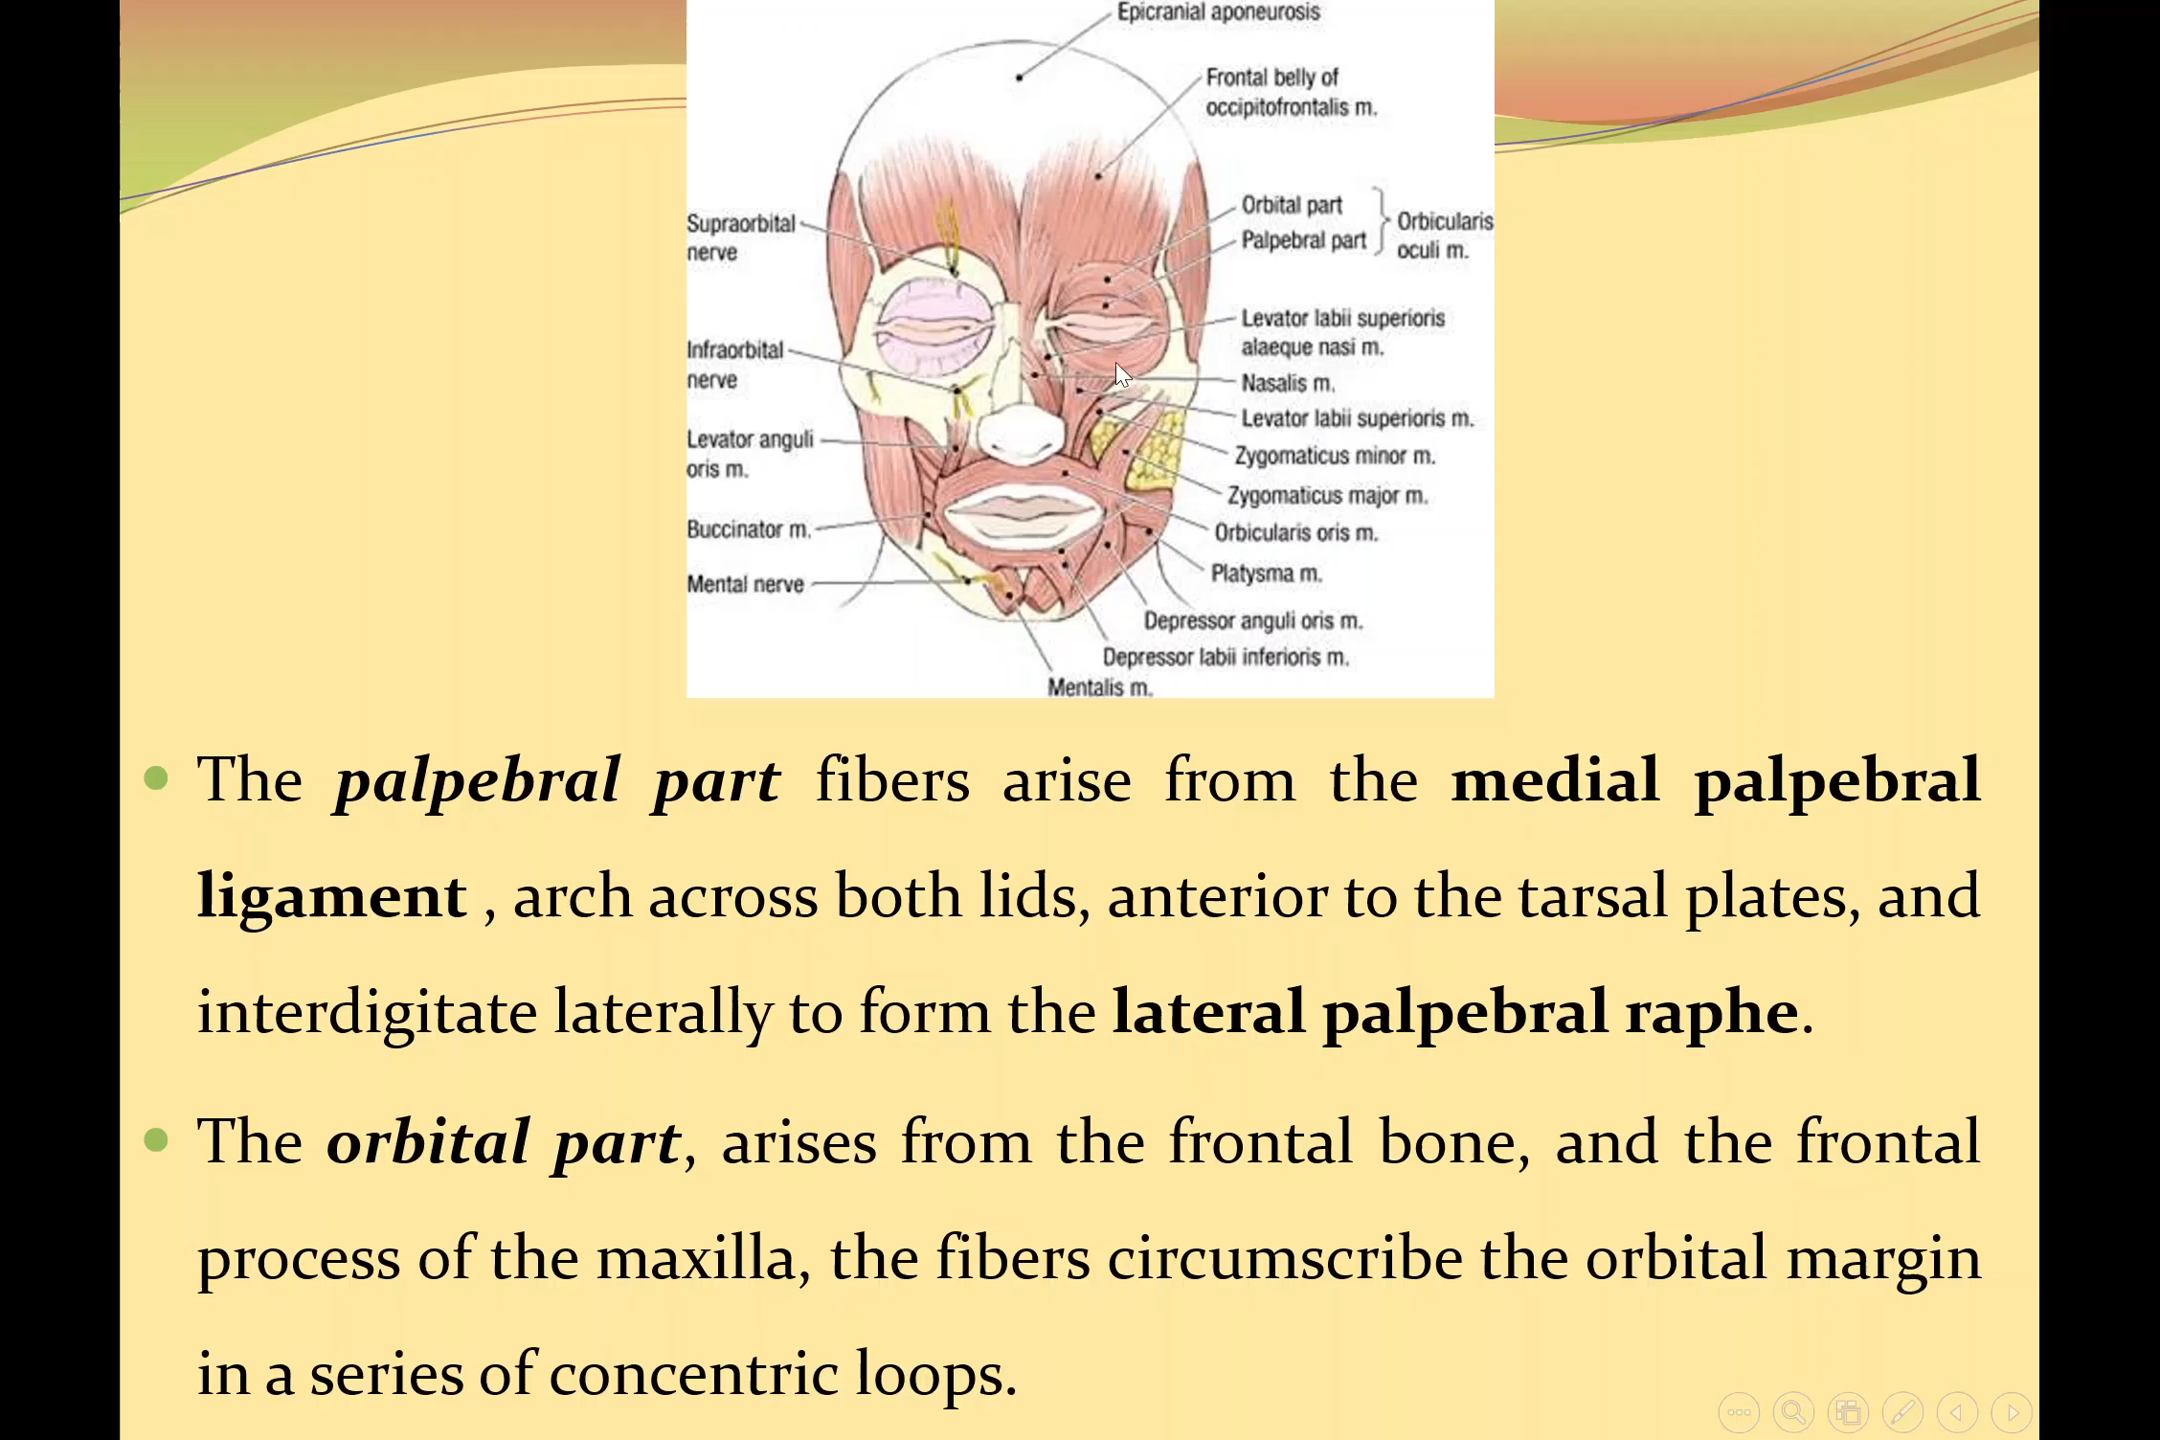 Epicranial aponeurosis
Frontal belly of
occipitofrontalis m.
Orbital part
Palpebral part
Orbicularis
oculi m.
Levator labii superioris
alaeque nasi m.
Nasalis m.
Levator labii superioris m.
Zygomaticus minor m.
Zygomaticus major m.
Orbicularis oris m.
Platysma m.
Depressor anguli oris m.
Depressor labii inferioris m.
Mentalis m.
Supraorbital
nerve
Infraorbital
nerve
Levator anguli
oris m.
Buccinator m.
Mental nerve
The palpebral part fibers arise from the medial palpebral
ligament , arch across both lids, anterior to the tarsal plates, and
interdigitate laterally to form the lateral palpebral raphe.
The orbital part, arises from the frontal bone, and the frontal
process of the maxilla, the fibers circumscribe the orbital margin
in a series of concentric loops.